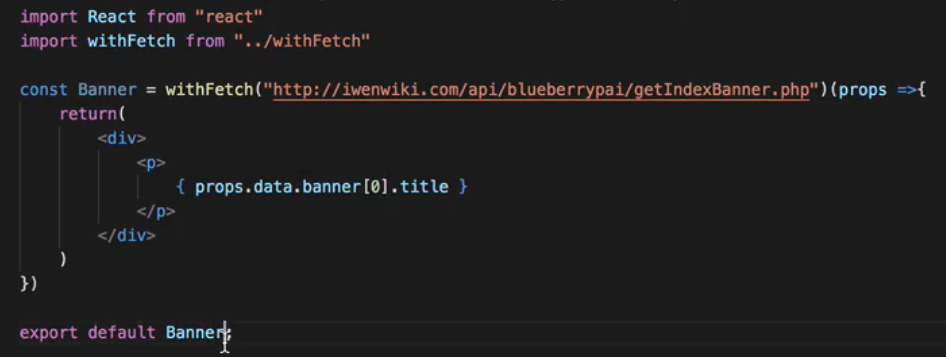 import React from "react"
import withFetch from "../withFetch"
const Banner = withFetch("http://iwenwiki.com/api/blueberrypai/getIndexBanner.php")(props =>{
return(
<div>
<p>
{ props.data.banner[0].title }
</p>
</div>
)
})
export default Banner;